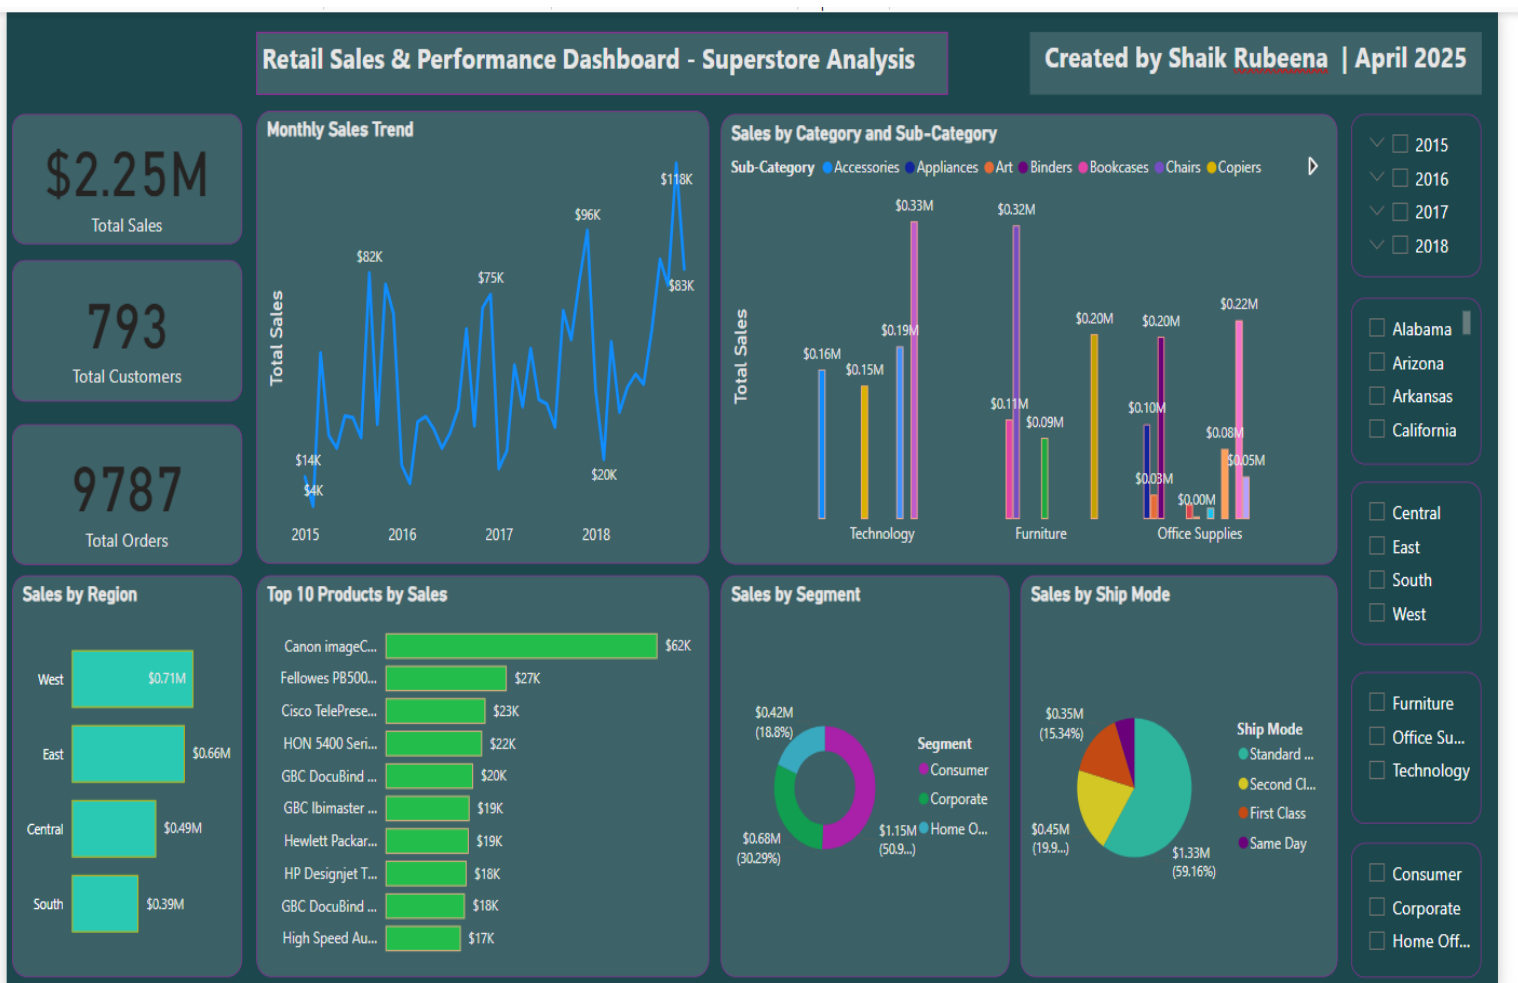 Retail Sales & Performance Dashboard - Superstore Analysis
Created by Shaik Rubeena | April 2025
$2.25M
Total Sales
793
Total Customers
9787
Total Orders
Monthly Sales Trend
Total Sales
$118K
$96K
$82K
$75K
$83K
$14K
$4K
$20K
2015
2016
2017
2018
Sales by Category and Sub-Category
Sub-Category Accessories Appliances Art Binders Bookcases Chairs Copiers
Total Sales
$0.33M
$0.32M
$0.22M
$0.20M
$0.20M
$0.19M
$0.16M
$0.15M
$0.11M
$0.09M
$0.10M
$0.08M
$0.05M
$0.03M
$0.00M
Technology
Furniture
Office Supplies
2015
2016
2017
2018
Alabama
Arizona
Arkansas
California
Central
East
South
West
Furniture
Office Su...
Technology
Consumer
Corporate
Home Off...
Sales by Region
West
$0.71M
East
$0.66M
Central
$0.49M
South
$0.39M
Top 10 Products by Sales
Canon imageC...
$62K
Fellowes PB500...
$27K
Cisco TelePrese...
$23K
HON 5400 Seri...
$22K
GBC DocuBind ...
$20K
GBC Ibimaster ...
$19K
Hewlett Packar...
$19K
HP Designjet T...
$18K
GBC DocuBind ...
$18K
High Speed Au...
$17K
Sales by Segment
$0.42M
(18.8%)
$0.68M
(30.29%)
$1.15M
(50.9...)
Segment
Consumer
Corporate
Home O...
Sales by Ship Mode
$0.35M
(15.34%)
$0.45M
(19.9...)
$1.33M
(59.16%)
Ship Mode
Standard ...
Second Cl...
First Class
Same Day